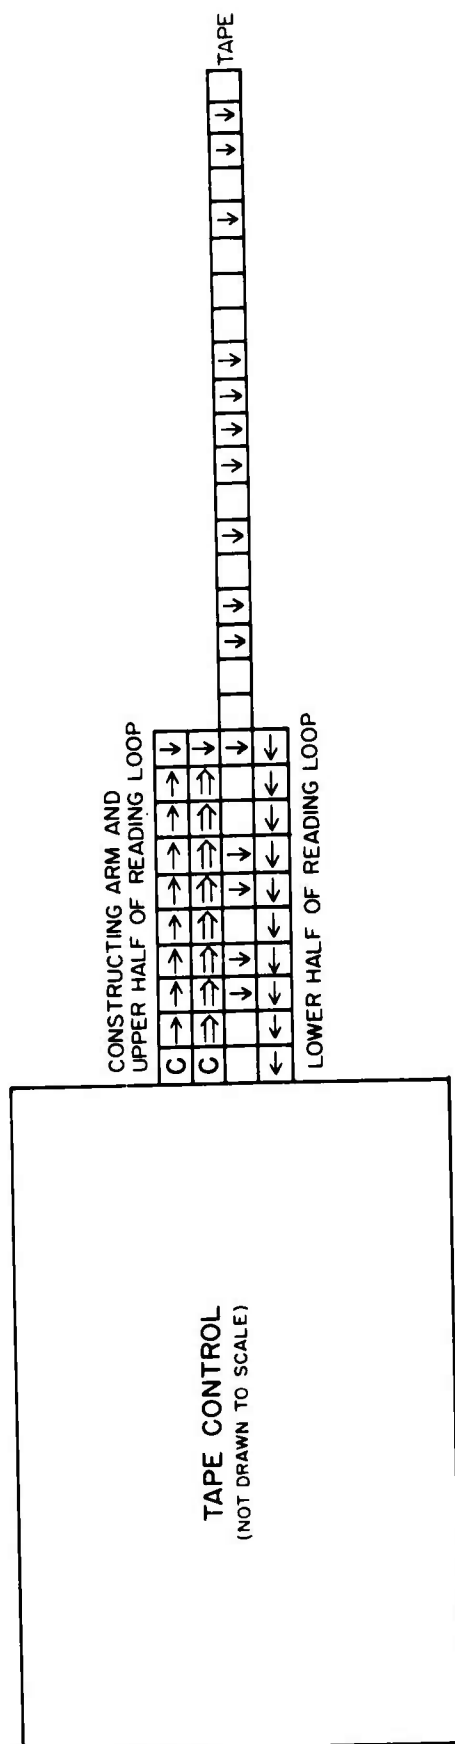 CONSTRUCTING ARM AND
UPPER HALF OF READING LOOP
C
C
TAPE
LOWER HALF OF READING LOOP
TAPE CONTROL
(NOT DRAWN TO SCALE)